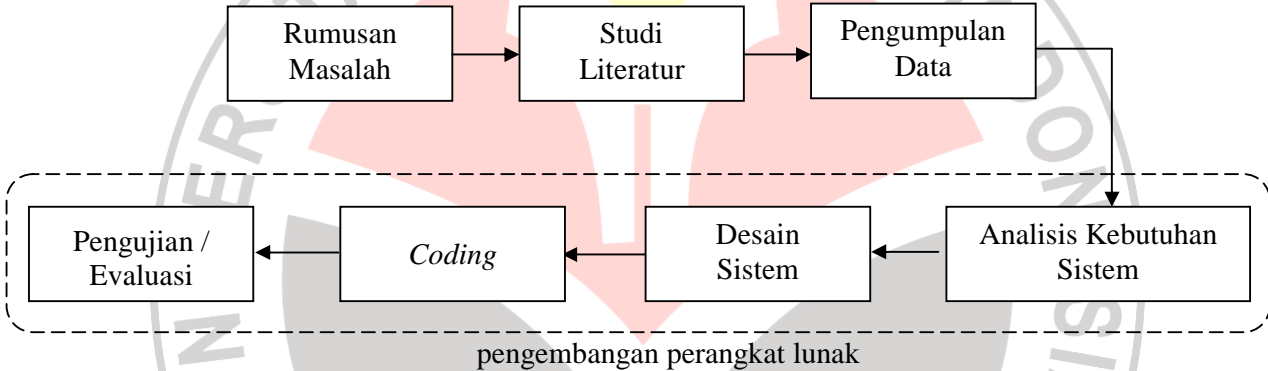 Rumusan
Masalah
Studi
Literatur
Pengumpulan
Data
Analisis Kebutuhan
Sistem
Desain
Sistem
Coding
Pengujian /
Evaluasi
pengembangan perangkat lunak